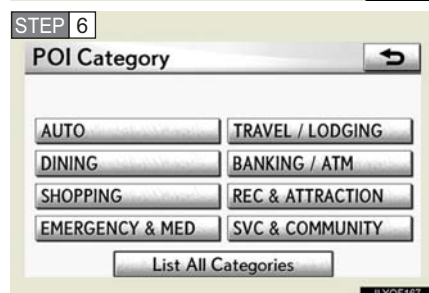 STEP 6
POI Category
AUTO
TRAVEL / LODGING
DINING
BANKING / ATM
SHOPPING
REC & ATTRACTION
EMERGENCY & MED
SVC & COMMUNITY
List All Categories